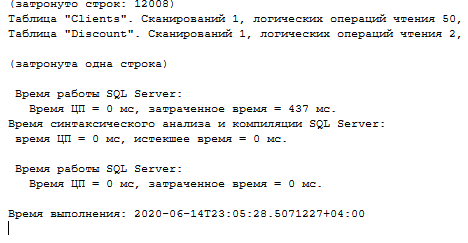 (затронуто строк: 12008)
Таблица "Clients". Сканирований 1, логических операций чтения 50,
Таблица "Discount". Сканирований 1, логических операций чтения 2,
(затронута одна строка)
Время работы SQL Server:
Время ЦП = 0 мс, затраченное время = 437 мс.
Время синтаксического анализа и компиляции SQL Server:
время ЦП = 0 мс, истекшее время = 0 мс.
Время работы SQL Server:
Время ЦП = 0 мс, затраченное время = 0 мс.
Время выполнения: 2020-06-14T23:05:28.5071227+04:00